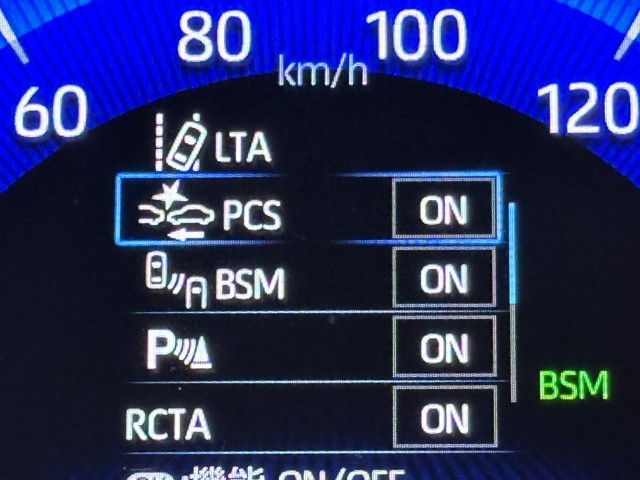 80 100
km/h
60 120
LTA
PCS ON
BSM ON
P ON
BSM
RCTA ON
機能 ON/OFF